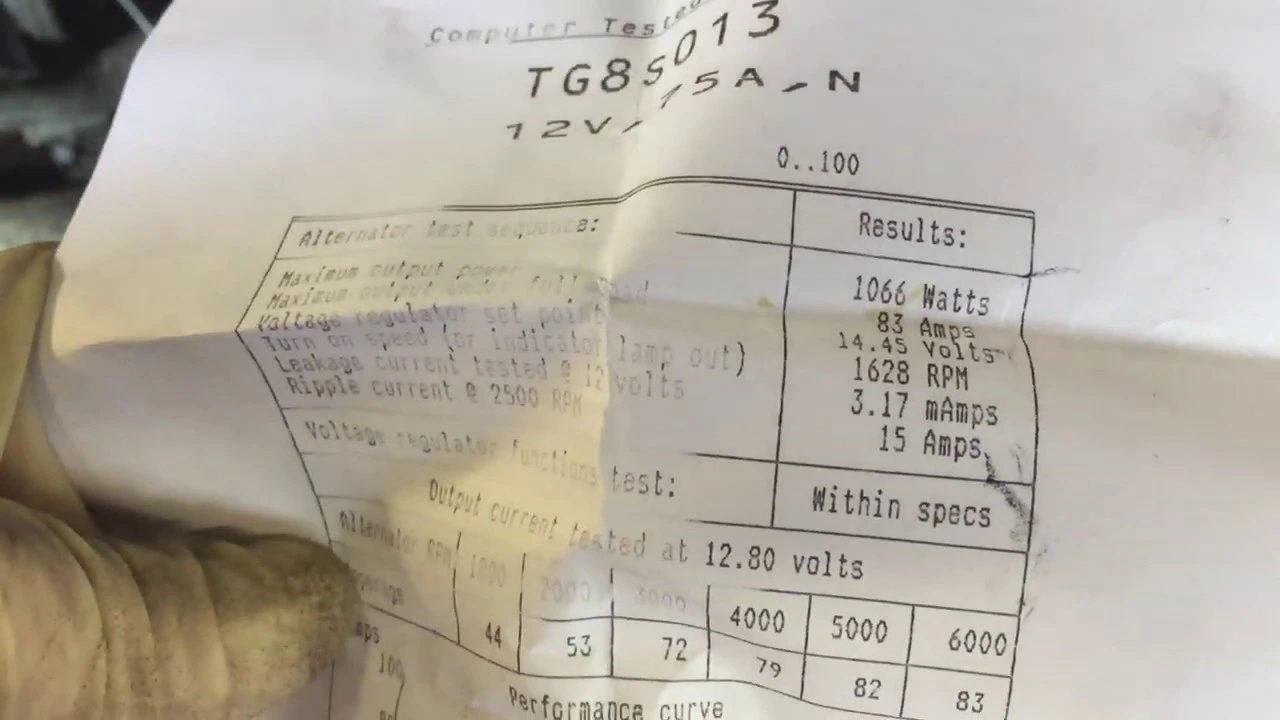 Computer Tested
TG8S013
12V, 75A - N
0..100
Alternator test sequence: Results:
Maximum output power 1066 Watts
Maximum output under full load 83 Amps
Voltage regulator set point 14.45 Volts
Turn on speed (or indicator lamp out) 1628 RPM
Leakage current tested @ 12 volts 3.17 mAmps
Ripple current @ 2500 RPM 15 Amps
Voltage regulator functions test: Within specs
Output current tested at 12.80 volts
Alternator RPM 1800 2000 3000 4000 5000 6000
44 53 72 79 82 83
Performance curve
100